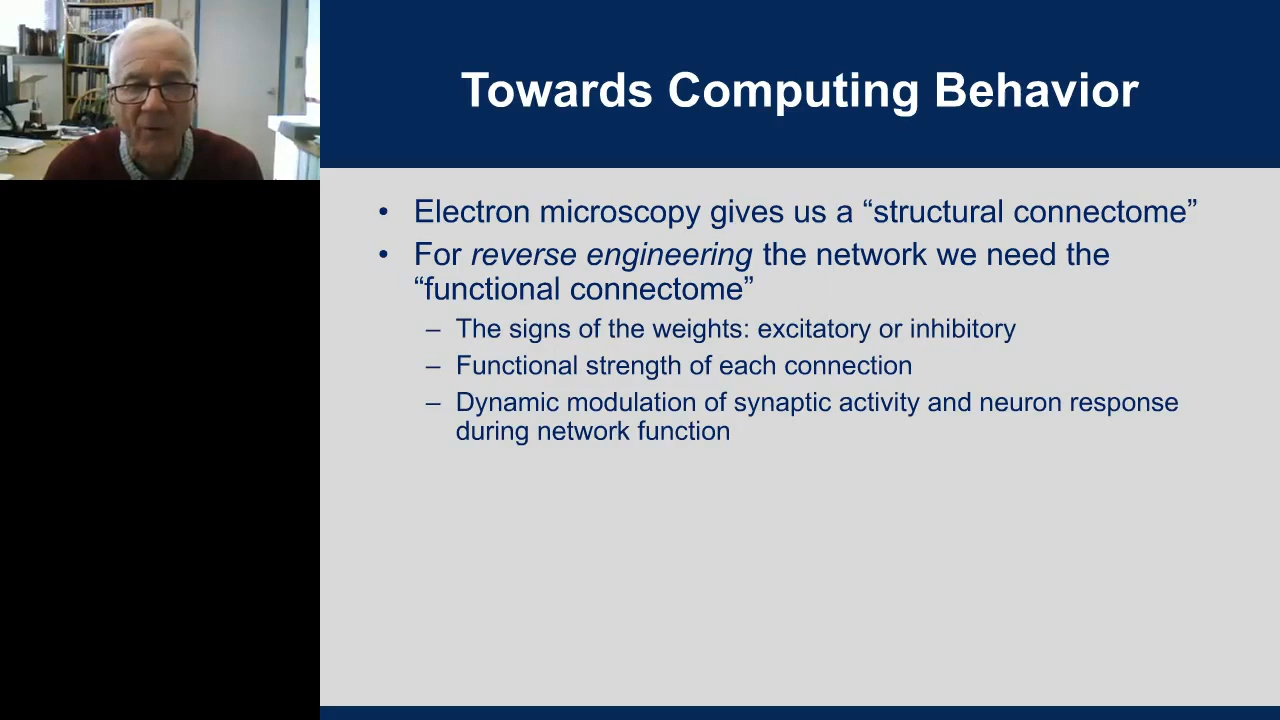 Towards Computing Behavior
• Electron microscopy gives us a “structural connectome”
• For reverse engineering the network we need the
“functional connectome”
– The signs of the weights: excitatory or inhibitory
– Functional strength of each connection
– Dynamic modulation of synaptic activity and neuron response
during network function